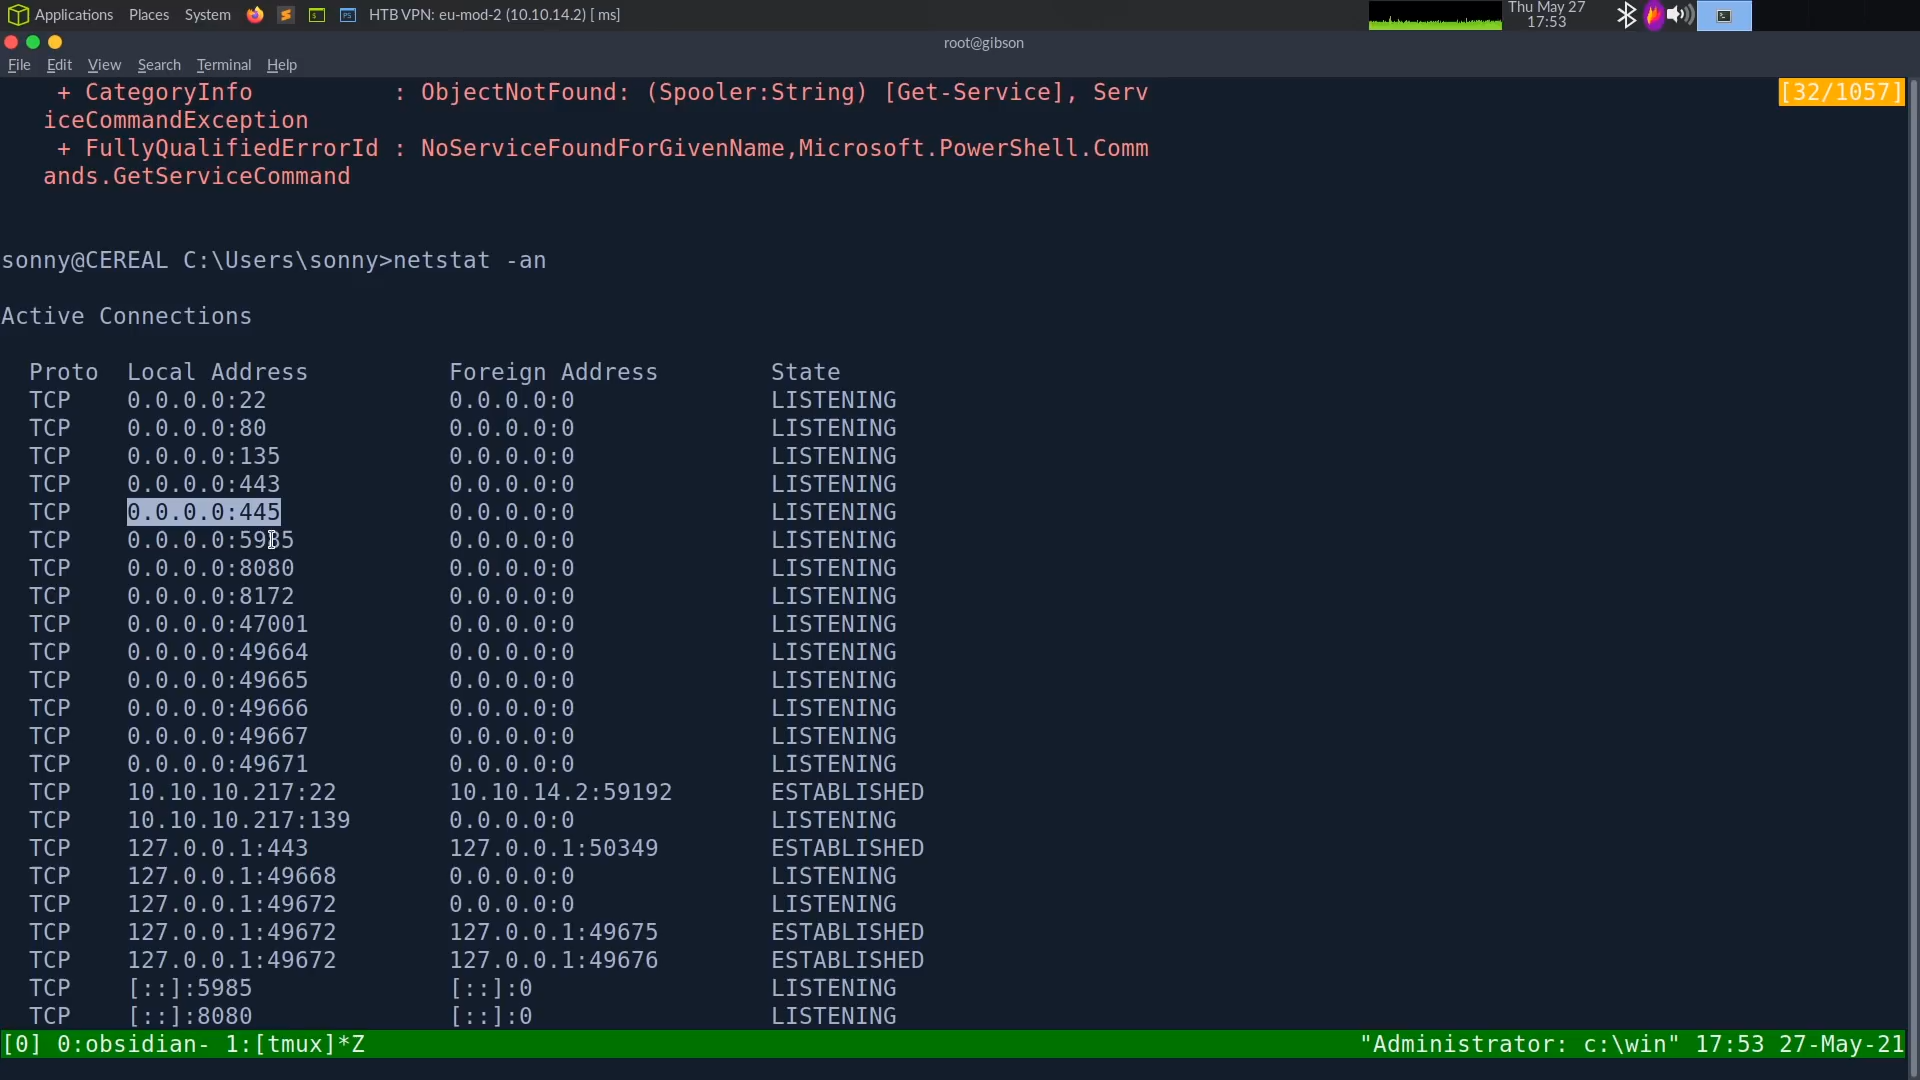 Applications Places System HTB VPN: eu-mod-2 (10.10.14.2) [ ms] Thu May 27
17:53
root@gibson
File Edit View Search Terminal Help
+ CategoryInfo : ObjectNotFound: (Spooler:String) [Get-Service], Serv [32/1057]
iceCommandException
+ FullyQualifiedErrorId : NoServiceFoundForGivenName,Microsoft.PowerShell.Comm
ands.GetServiceCommand
sonny@CEREAL C:\Users\sonny>netstat -an
Active Connections
Proto Local Address Foreign Address State
TCP 0.0.0.0:22 0.0.0.0:0 LISTENING
TCP 0.0.0.0:80 0.0.0.0:0 LISTENING
TCP 0.0.0.0:135 0.0.0.0:0 LISTENING
TCP 0.0.0.0:443 0.0.0.0:0 LISTENING
TCP 0.0.0.0:445 0.0.0.0:0 LISTENING
TCP 0.0.0.0:5985 0.0.0.0:0 LISTENING
TCP 0.0.0.0:8080 0.0.0.0:0 LISTENING
TCP 0.0.0.0:8172 0.0.0.0:0 LISTENING
TCP 0.0.0.0:47001 0.0.0.0:0 LISTENING
TCP 0.0.0.0:49664 0.0.0.0:0 LISTENING
TCP 0.0.0.0:49665 0.0.0.0:0 LISTENING
TCP 0.0.0.0:49666 0.0.0.0:0 LISTENING
TCP 0.0.0.0:49667 0.0.0.0:0 LISTENING
TCP 0.0.0.0:49671 0.0.0.0:0 LISTENING
TCP 10.10.10.217:22 10.10.14.2:59192 ESTABLISHED
TCP 10.10.10.217:139 0.0.0.0:0 LISTENING
TCP 127.0.0.1:443 127.0.0.1:50349 ESTABLISHED
TCP 127.0.0.1:49668 0.0.0.0:0 LISTENING
TCP 127.0.0.1:49672 0.0.0.0:0 LISTENING
TCP 127.0.0.1:49672 127.0.0.1:49675 ESTABLISHED
TCP 127.0.0.1:49672 127.0.0.1:49676 ESTABLISHED
TCP [::]:5985 [::]:0 LISTENING
TCP [::]:8080 [::]:0 LISTENING
[0] 0:obsidian- 1:[tmux]*Z "Administrator: c:\win" 17:53 27-May-21